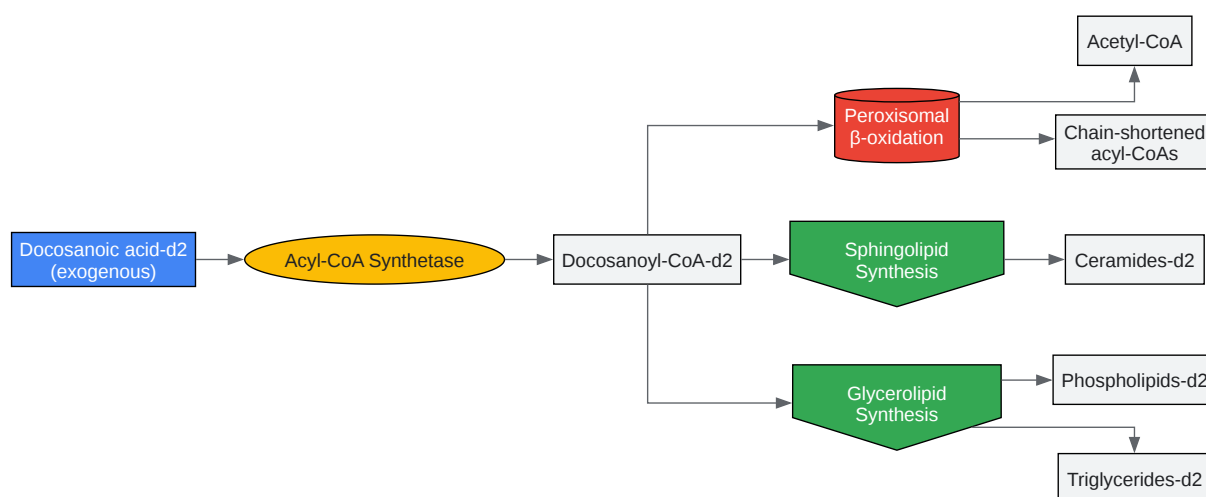 Acetyl-CoA
Peroxisomal
β-oxidation
Chain-shortened
acyl-CoAs
Docosanoic acid-d2
(exogenous)
Acyl-CoA Synthetase
Docosanoyl-CoA-d2
Sphingolipid
Synthesis
Ceramides-d2
Glycerolipid
Synthesis
Phospholipids-d2
Triglycerides-d2